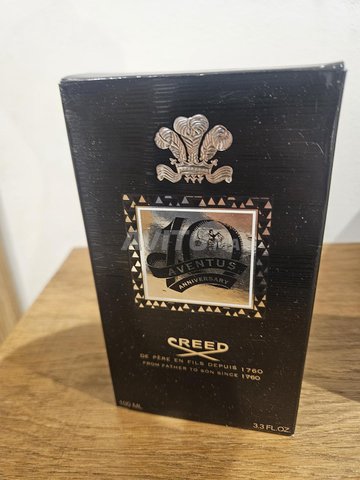 10
AVENTUS
ANNIVERSARY
CREED
DE PÈRE EN FILS DEPUIS 1760
FROM FATHER TO SON SINCE 1760
100 ML
3.3 FL.OZ